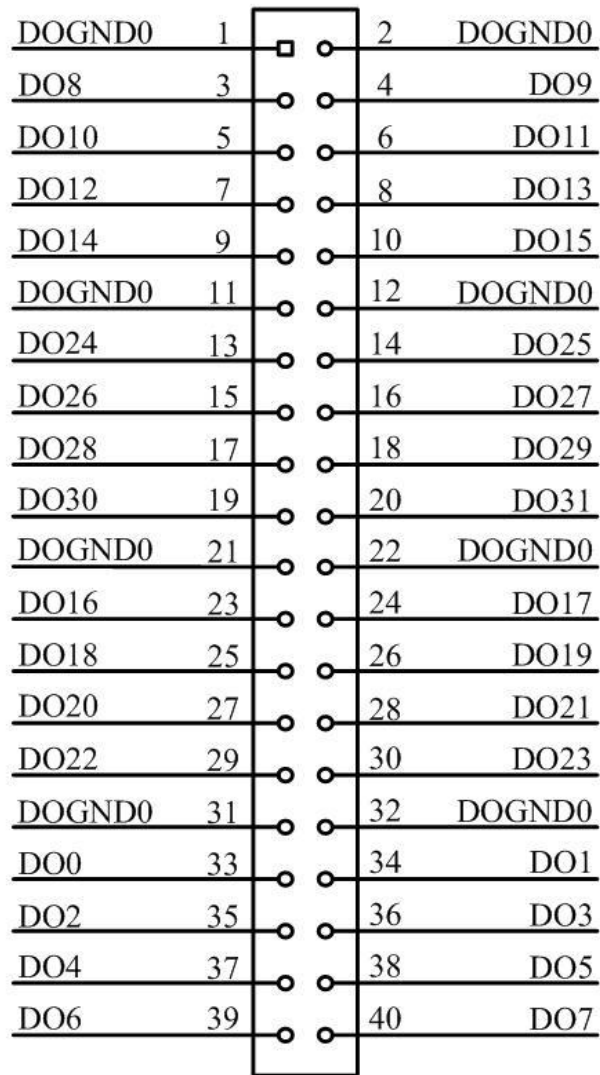 DOGND0 1 2 DOGND0
DO8 3 4 DO9
DO10 5 6 DO11
DO12 7 8 DO13
DO14 9 10 DO15
DOGND0 11 12 DOGND0
DO24 13 14 DO25
DO26 15 16 DO27
DO28 17 18 DO29
DO30 19 20 DO31
DOGND0 21 22 DOGND0
DO16 23 24 DO17
DO18 25 26 DO19
DO20 27 28 DO21
DO22 29 30 DO23
DOGND0 31 32 DOGND0
DO0 33 34 DO1
DO2 35 36 DO3
DO4 37 38 DO5
DO6 39 40 DO7